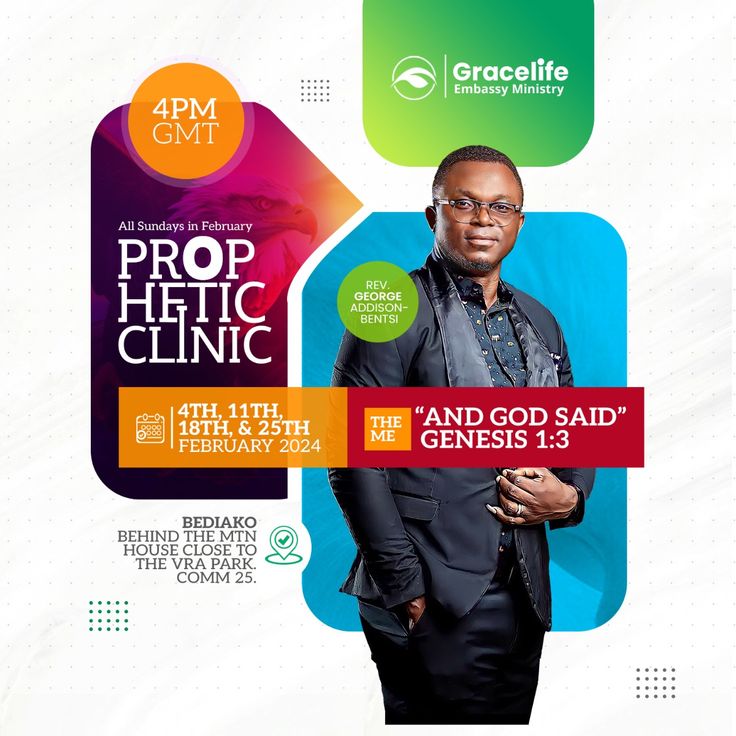 Gracelife
Embassy Ministry
4PM
GMT
All Sundays in February
PROP
HETIC
CLINIC
REV.
GEORGE
ADDISON-
BENTSI
4TH, 11TH,
18TH, & 25TH
FEBRUARY 2024
THE
ME
“AND GOD SAID”
GENESIS 1:3
BEDIAKO
BEHIND THE MTN
HOUSE CLOSE TO
THE VRA PARK.
COMM 25.